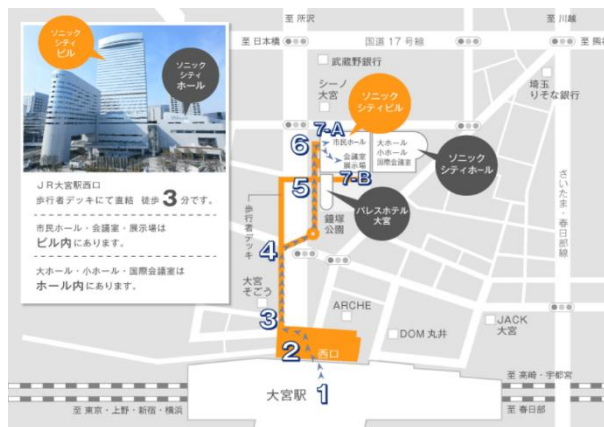 ソニック
シティ
ビル
ソニック
シティ
ホール
JR大宮駅西口
歩行者デッキにて直結 徒歩3分です。
市民ホール・会議室・展示場は
ビル内にあります。
大ホール・小ホール・国際会議室は
ホール内にあります。
至 所沢
至 川越
至 日本橋
国道17号線
至 熊谷
武蔵野銀行
シーノ
大宮
ソニック
シティビル
埼玉
りそな銀行
7-A
6
市民ホール
会議室
展示場
大ホール
小ホール
国際会議室
ソニック
シティホール
5
7-B
歩行者デッキ
鐘塚
公園
パレスホテル
大宮
さいたま・春日部線
4
大宮
そごう
3
ARCHE
DOM 丸井
JACK
大宮
2
西口
1
大宮駅
至 高崎・宇都宮
至 東京・上野・新宿・横浜
至 春日部